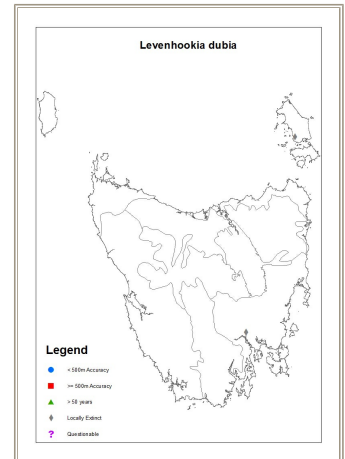 Levenhookia dubia
Legend
< 500m Accuracy
>= 500m Accuracy
> 50 years
Locally Extinct
? Questionable